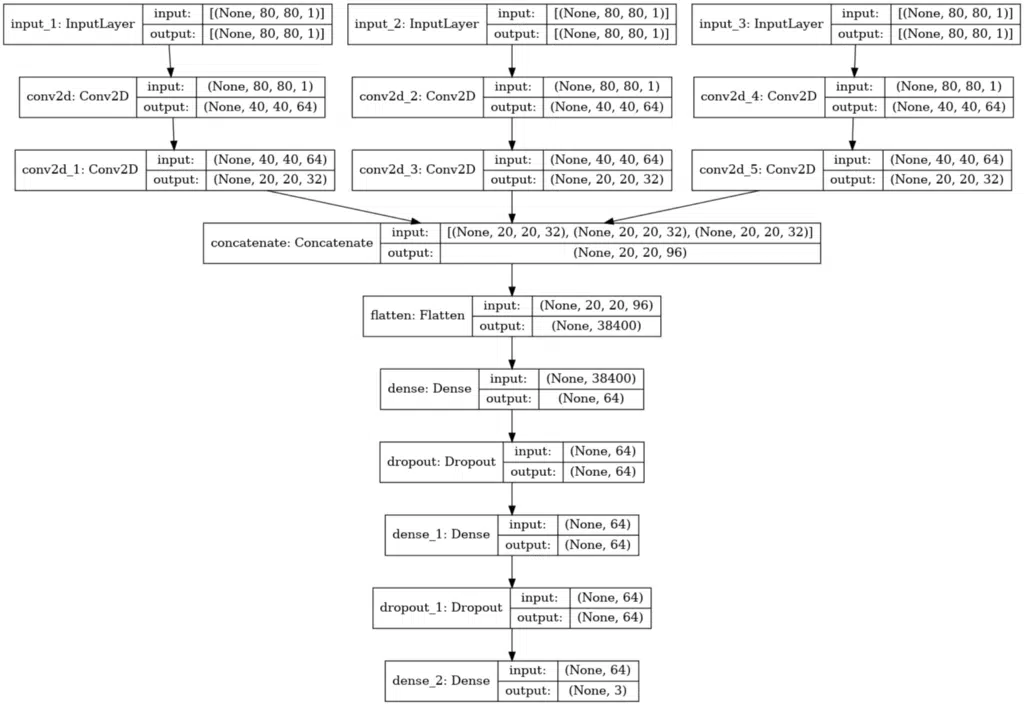 input_1: InputLayer
input: [(None, 80, 80, 1)]
output: [(None, 80, 80, 1)]
input_2: InputLayer
input: [(None, 80, 80, 1)]
output: [(None, 80, 80, 1)]
input_3: InputLayer
input: [(None, 80, 80, 1)]
output: [(None, 80, 80, 1)]
conv2d: Conv2D
input: (None, 80, 80, 1)
output: (None, 40, 40, 64)
conv2d_2: Conv2D
input: (None, 80, 80, 1)
output: (None, 40, 40, 64)
conv2d_4: Conv2D
input: (None, 80, 80, 1)
output: (None, 40, 40, 64)
conv2d_1: Conv2D
input: (None, 40, 40, 64)
output: (None, 20, 20, 32)
conv2d_3: Conv2D
input: (None, 40, 40, 64)
output: (None, 20, 20, 32)
conv2d_5: Conv2D
input: (None, 40, 40, 64)
output: (None, 20, 20, 32)
concatenate: Concatenate
input: [(None, 20, 20, 32), (None, 20, 20, 32), (None, 20, 20, 32)]
output: (None, 20, 20, 96)
flatten: Flatten
input: (None, 20, 20, 96)
output: (None, 38400)
dense: Dense
input: (None, 38400)
output: (None, 64)
dropout: Dropout
input: (None, 64)
output: (None, 64)
dense_1: Dense
input: (None, 64)
output: (None, 64)
dropout_1: Dropout
input: (None, 64)
output: (None, 64)
dense_2: Dense
input: (None, 64)
output: (None, 3)